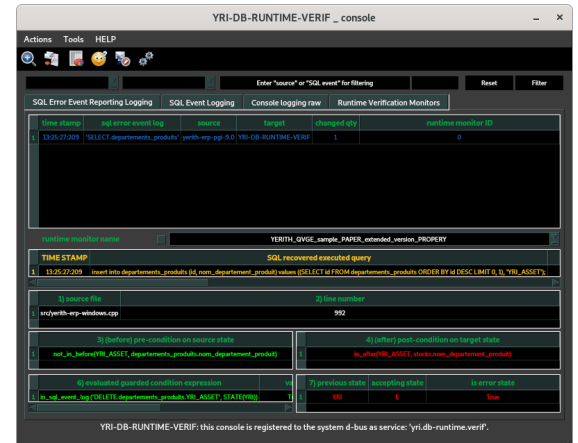 YRI-DB-RUNTIME-VERIF _ console
Actions Tools HELP
Enter "source" or "SQL event" for filtering Reset Filter
SQL Error Event Reporting Logging SQL Event Logging Console logging raw Runtime Verification Monitors
time stamp sql error event log source target changed qty runtime monitor ID
1 13:25:27:209 'SELECT.departements_produits' yerith-erp-pgi-9.0 YRI-DB-RUNTIME-VERIF 1 0
runtime monitor name YERITH_QVGE_sample_PAPER_extended_version_PROPERY
TIME STAMP SQL recovered executed query
1 13:25:27:209 insert into departements_produits (id, nom_departement_produit) values ((SELECT id FROM departements_produits ORDER BY id DESC LIMIT 0, 1), "YRI_ASSET");
1) source file 2) line number
1 src/yerith-erp-windows.cpp 992
3) (before) pre-condition on source state 4) (after) post-condition on target state
1 not_in_before(YRI_ASSET, departements_produits.nom_departement_produit) 1 in_after(YRI_ASSET, stocks.nom_departement_produit)
6) evaluated guarded condition expression va 7) previous state accepting state is error state
1 in_sql_event_log('DELETE.departements_produits.YRI_ASSET', STATE(YRI)) T 1 YRI E True
YRI-DB-RUNTIME-VERIF: this console is registered to the system d-bus as service: 'yri.db-runtime.verif'.